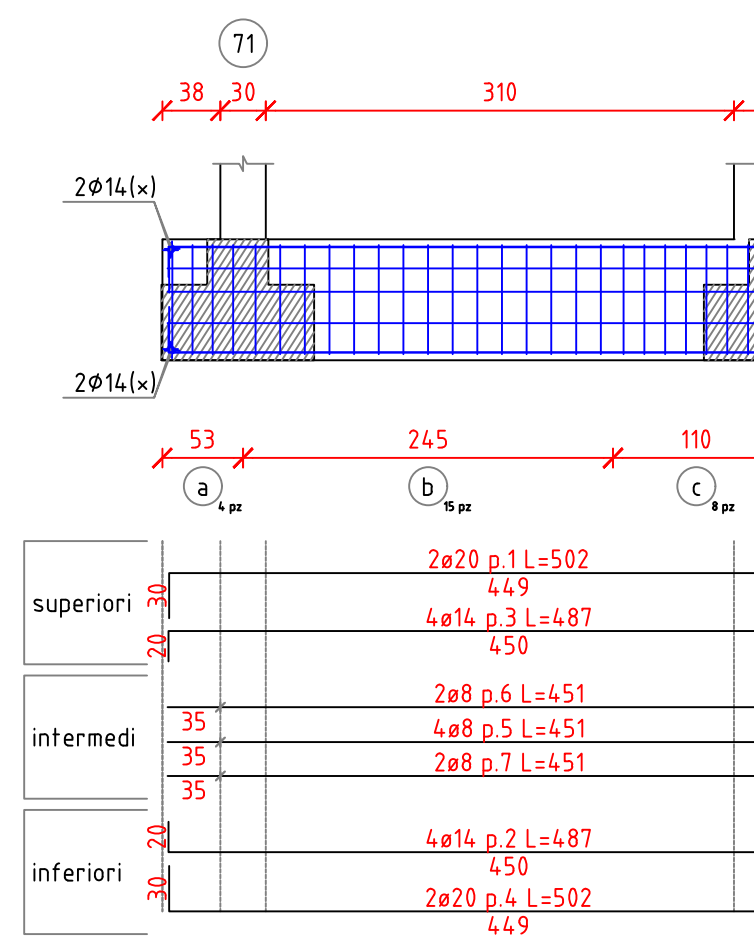 71
38 30 310
2Φ14(x)
2Φ14(x)
53 245 110
a 4 pz b 15 pz c 8 pz
superiori
2ø20 p.1 L=502
30 449
4ø14 p.3 L=487
20 450
intermedi
2ø8 p.6 L=451
35
4ø8 p.5 L=451
35
2ø8 p.7 L=451
35
inferiori
20 4ø14 p.2 L=487
450
30 2ø20 p.4 L=502
449